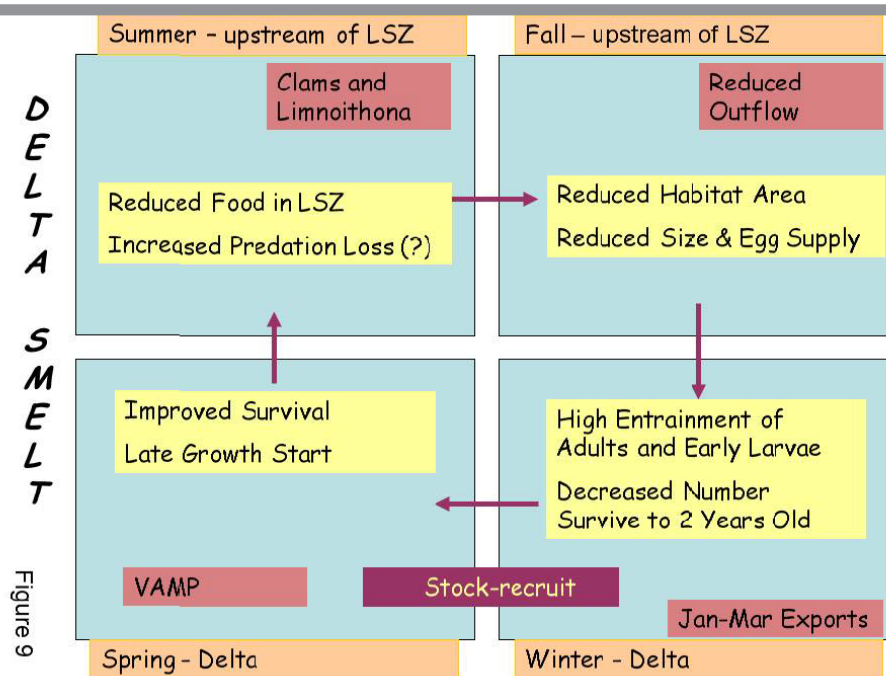 DELTA SMELT
Summer - upstream of LSZ
Clams and
Limnoithona
Reduced Food in LSZ
Increased Predation Loss (?)
Fall – upstream of LSZ
Reduced
Outflow
Reduced Habitat Area
Reduced Size & Egg Supply
Improved Survival
Late Growth Start
VAMP
Spring - Delta
High Entrainment of
Adults and Early Larvae
Decreased Number
Survive to 2 Years Old
Stock-recruit
Jan-Mar Exports
Winter - Delta
Figure 9